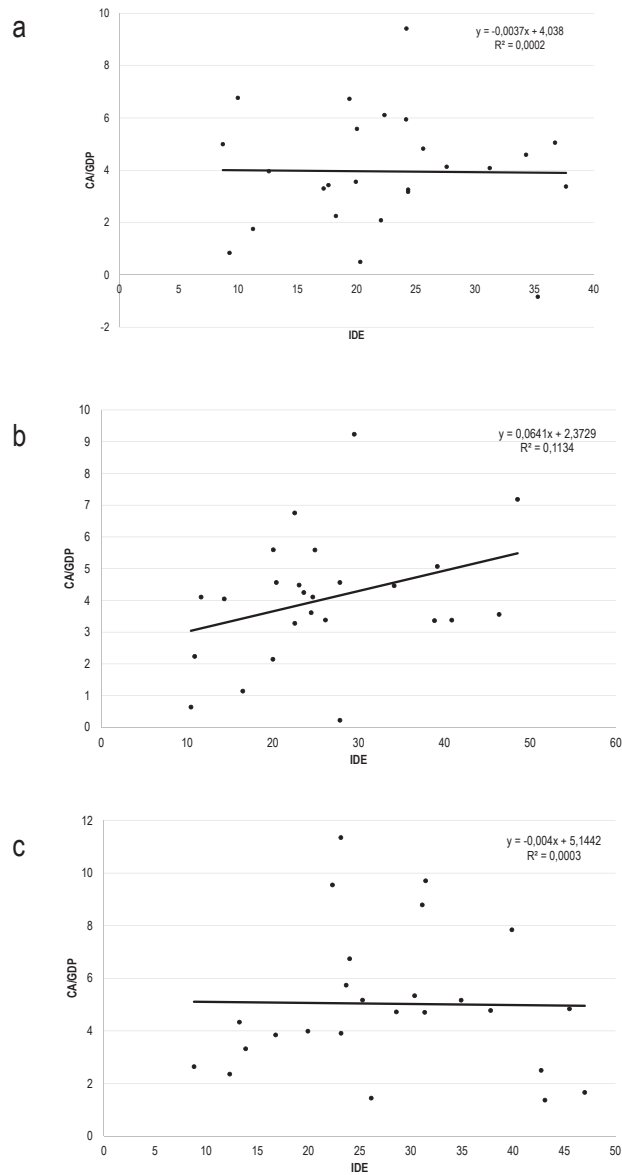 a
10
y = -0,0037x + 4,038
R² = 0,0002
8
6
CA/GDP
4
2
0
0 5 10 15 20 25 30 35 40
-2
IDE
b
10
y = 0,0641x + 2,3729
R² = 0,1134
9
8
7
6
CA/GDP
5
4
3
2
1
0
0 10 20 30 40 50 60
IDE
c
12
y = -0,004x + 5,1442
R² = 0,0003
10
8
CA/GDP
6
4
2
0
0 5 10 15 20 25 30 35 40 45 50
IDE